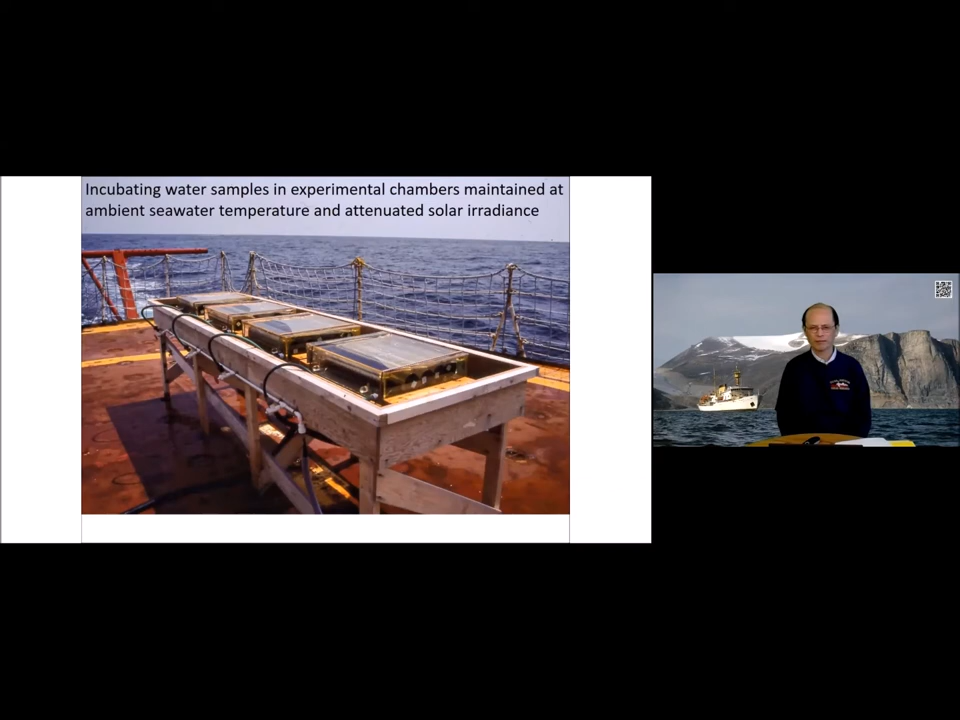 Incubating water samples in experimental chambers maintained at
ambient seawater temperature and attenuated solar irradiance